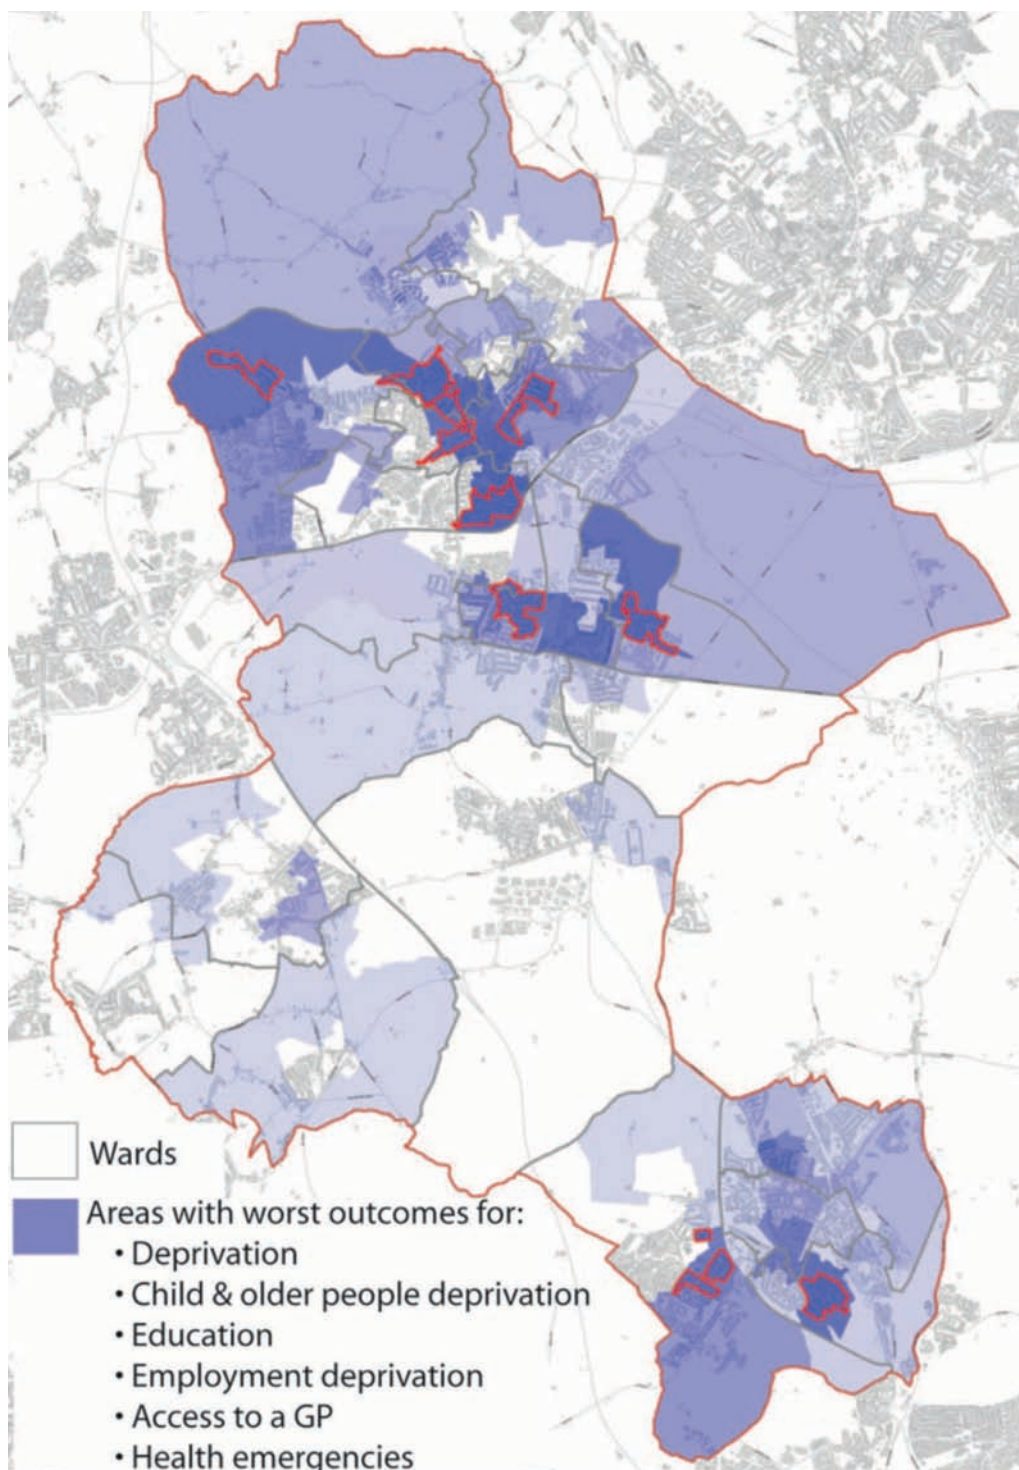 Wards
Areas with worst outcomes for:
• Deprivation
• Child & older people deprivation
• Education
• Employment deprivation
• Access to a GP
• Health emergencies